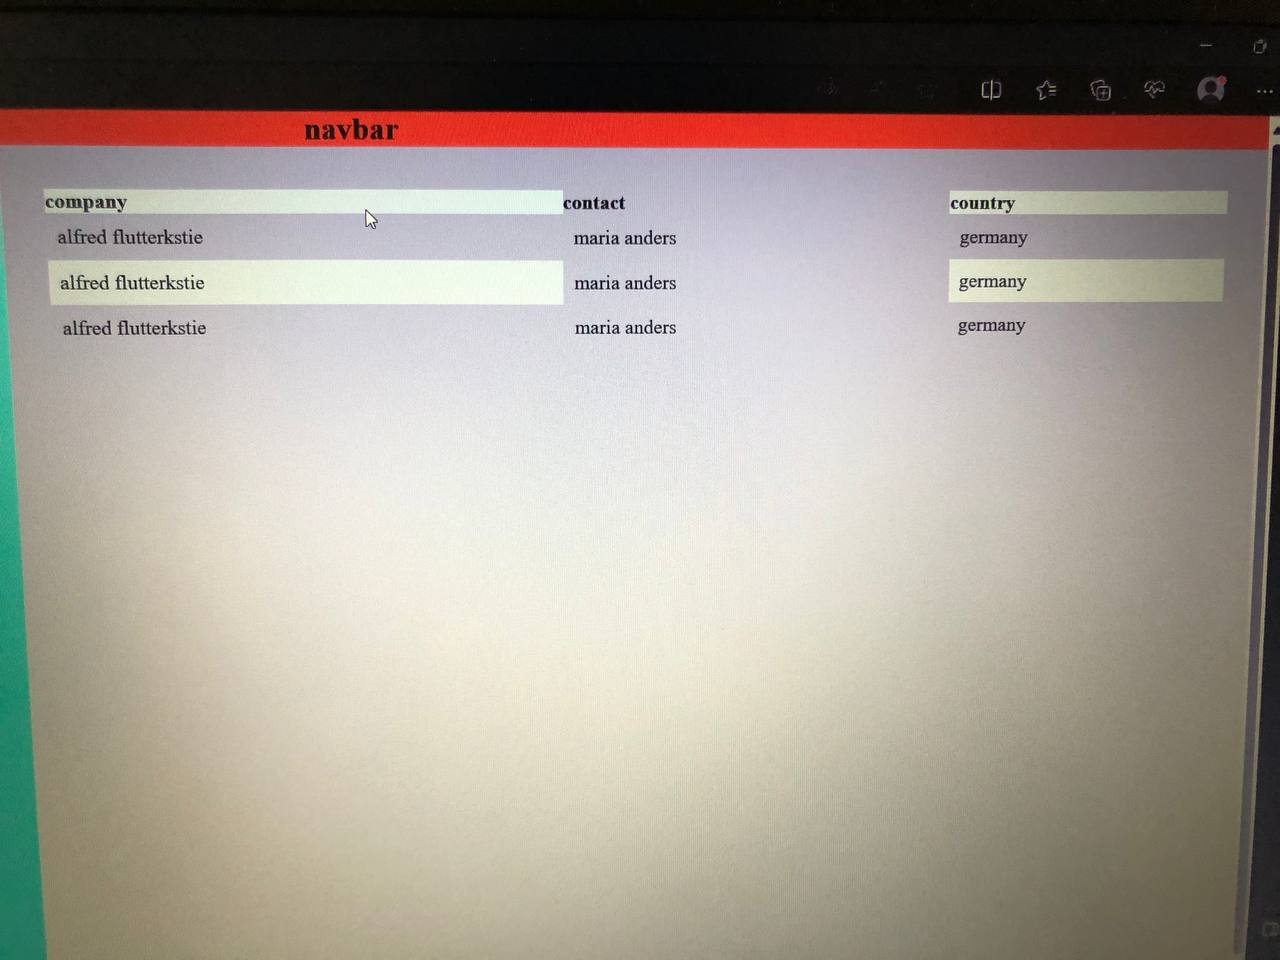 navbar
company contact country
alfred flutterkstie maria anders germany
alfred flutterkstie maria anders germany
alfred flutterkstie maria anders germany